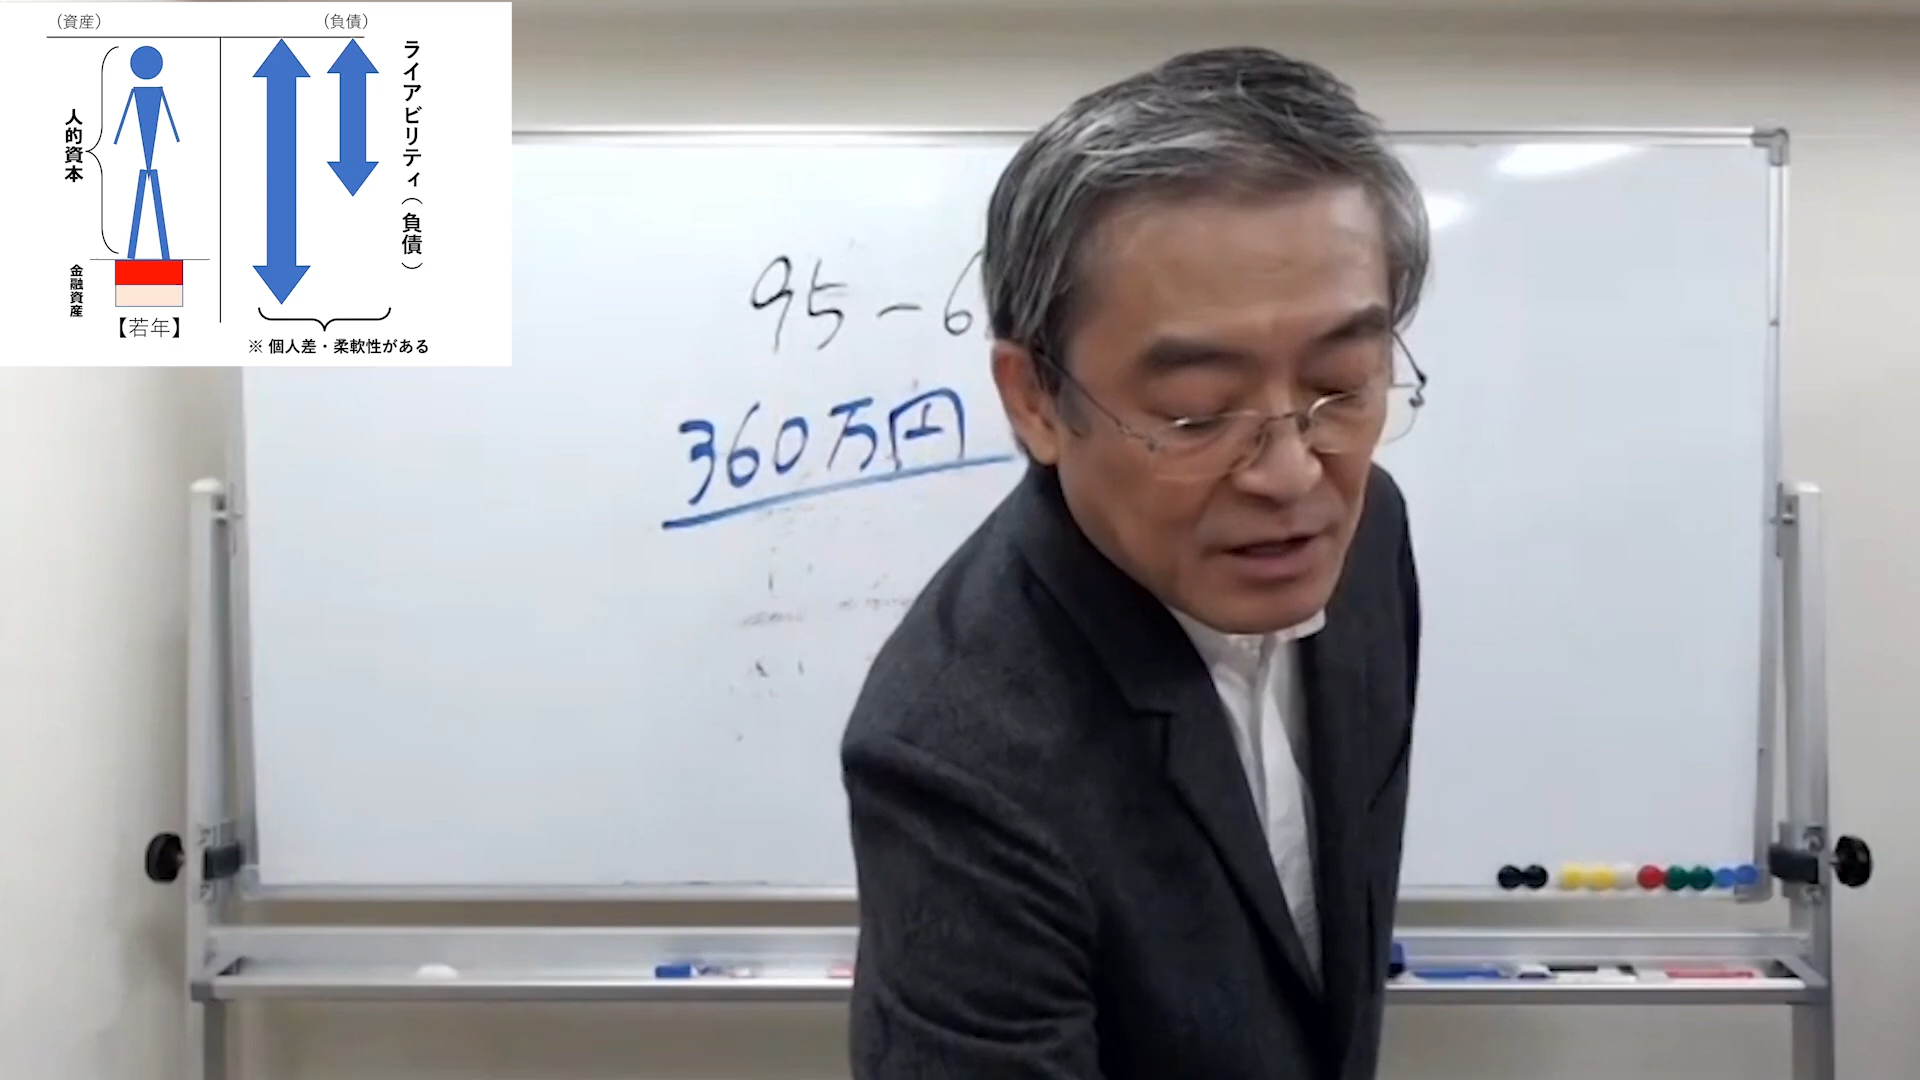 （資産）
（負債）
人的資本
ライアビリティ（負債）
金融資産
【若年】
※ 個人差・柔軟性がある
95－6
360万円